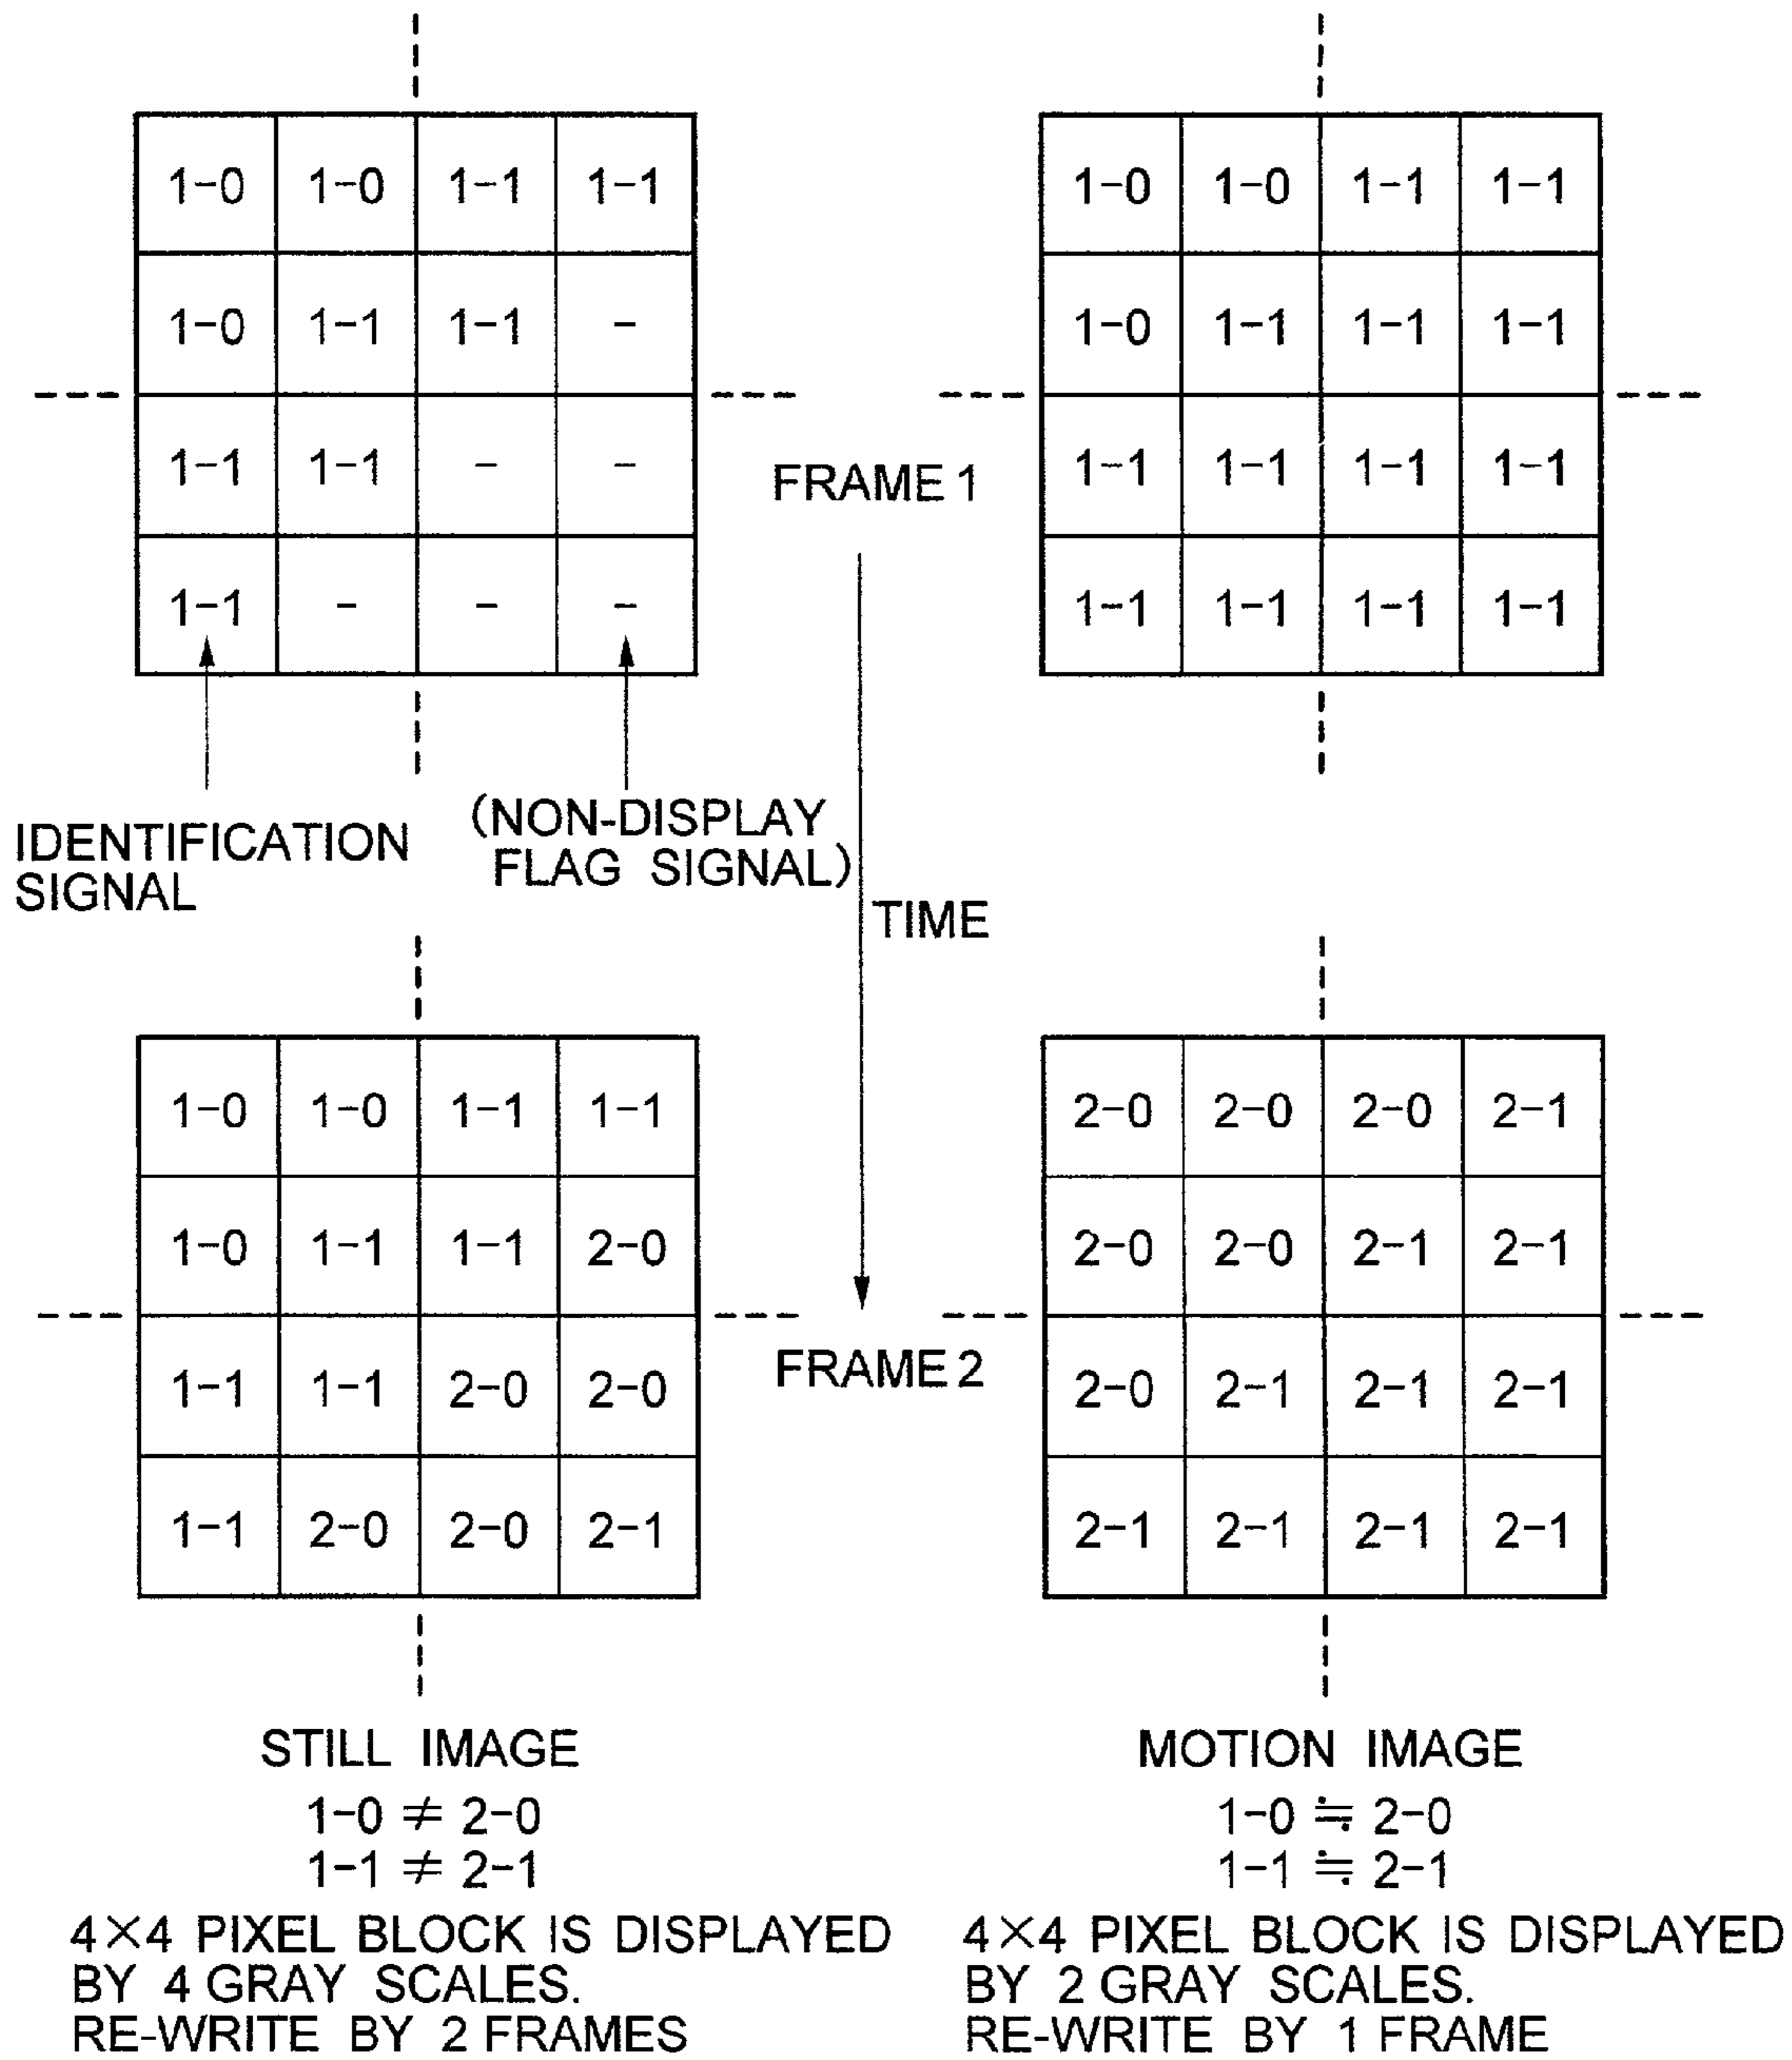 1-0 1-0 1-1 1-1
1-0 1-1 1-1 -
1-1 1-1 - -
1-1 - - -
1-0 1-0 1-1 1-1
1-0 1-1 1-1 1-1
1-1 1-1 1-1 1-1
1-1 1-1 1-1 1-1
FRAME 1
IDENTIFICATION
SIGNAL
(NON-DISPLAY
FLAG SIGNAL)
TIME
1-0 1-0 1-1 1-1
1-0 1-1 1-1 2-0
1-1 1-1 2-0 2-0
1-1 2-0 2-0 2-1
2-0 2-0 2-0 2-1
2-0 2-0 2-1 2-1
2-0 2-1 2-1 2-1
2-1 2-1 2-1 2-1
FRAME 2
STILL IMAGE
1-0 ≠ 2-0
1-1 ≠ 2-1
4×4 PIXEL BLOCK IS DISPLAYED
BY 4 GRAY SCALES.
RE-WRITE BY 2 FRAMES
MOTION IMAGE
1-0 ≒ 2-0
1-1 ≒ 2-1
4×4 PIXEL BLOCK IS DISPLAYED
BY 2 GRAY SCALES.
RE-WRITE BY 1 FRAME